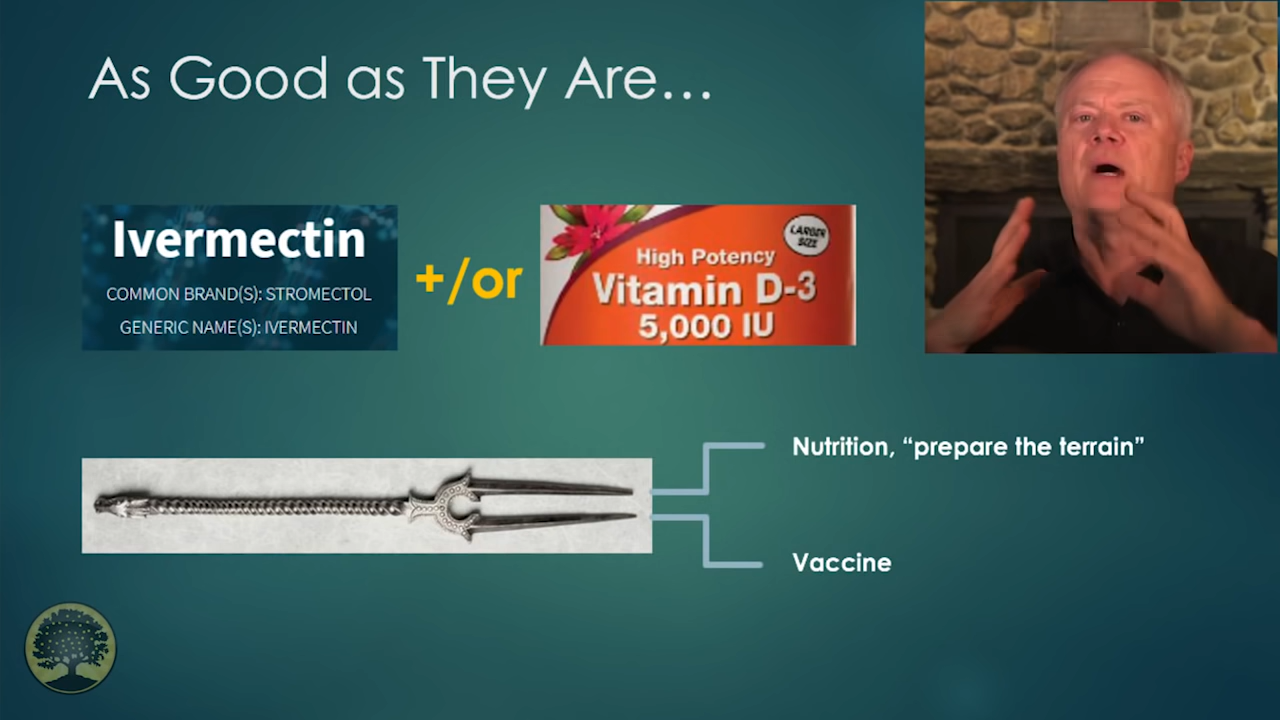 As Good as They Are…
Ivermectin
COMMON BRAND(S): STROMECTOL
GENERIC NAME(S): IVERMECTIN
+/or
LARGER
SIZE
High Potency
Vitamin D-3
5,000 IU
Nutrition, “prepare the terrain”
Vaccine